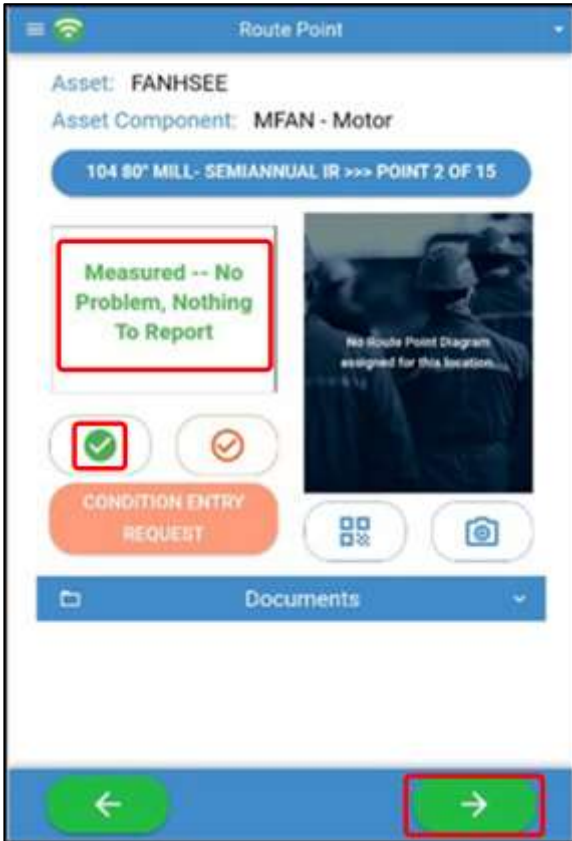 Route Point
Asset: FANHSEE
Asset Component: MFAN - Motor
104 80" MILL- SEMIANNUAL IR >>> POINT 2 OF 15
Measured -- No
Problem, Nothing
To Report
No Route Point Diagram
assigned for this location....
CONDITION ENTRY
REQUEST
Documents